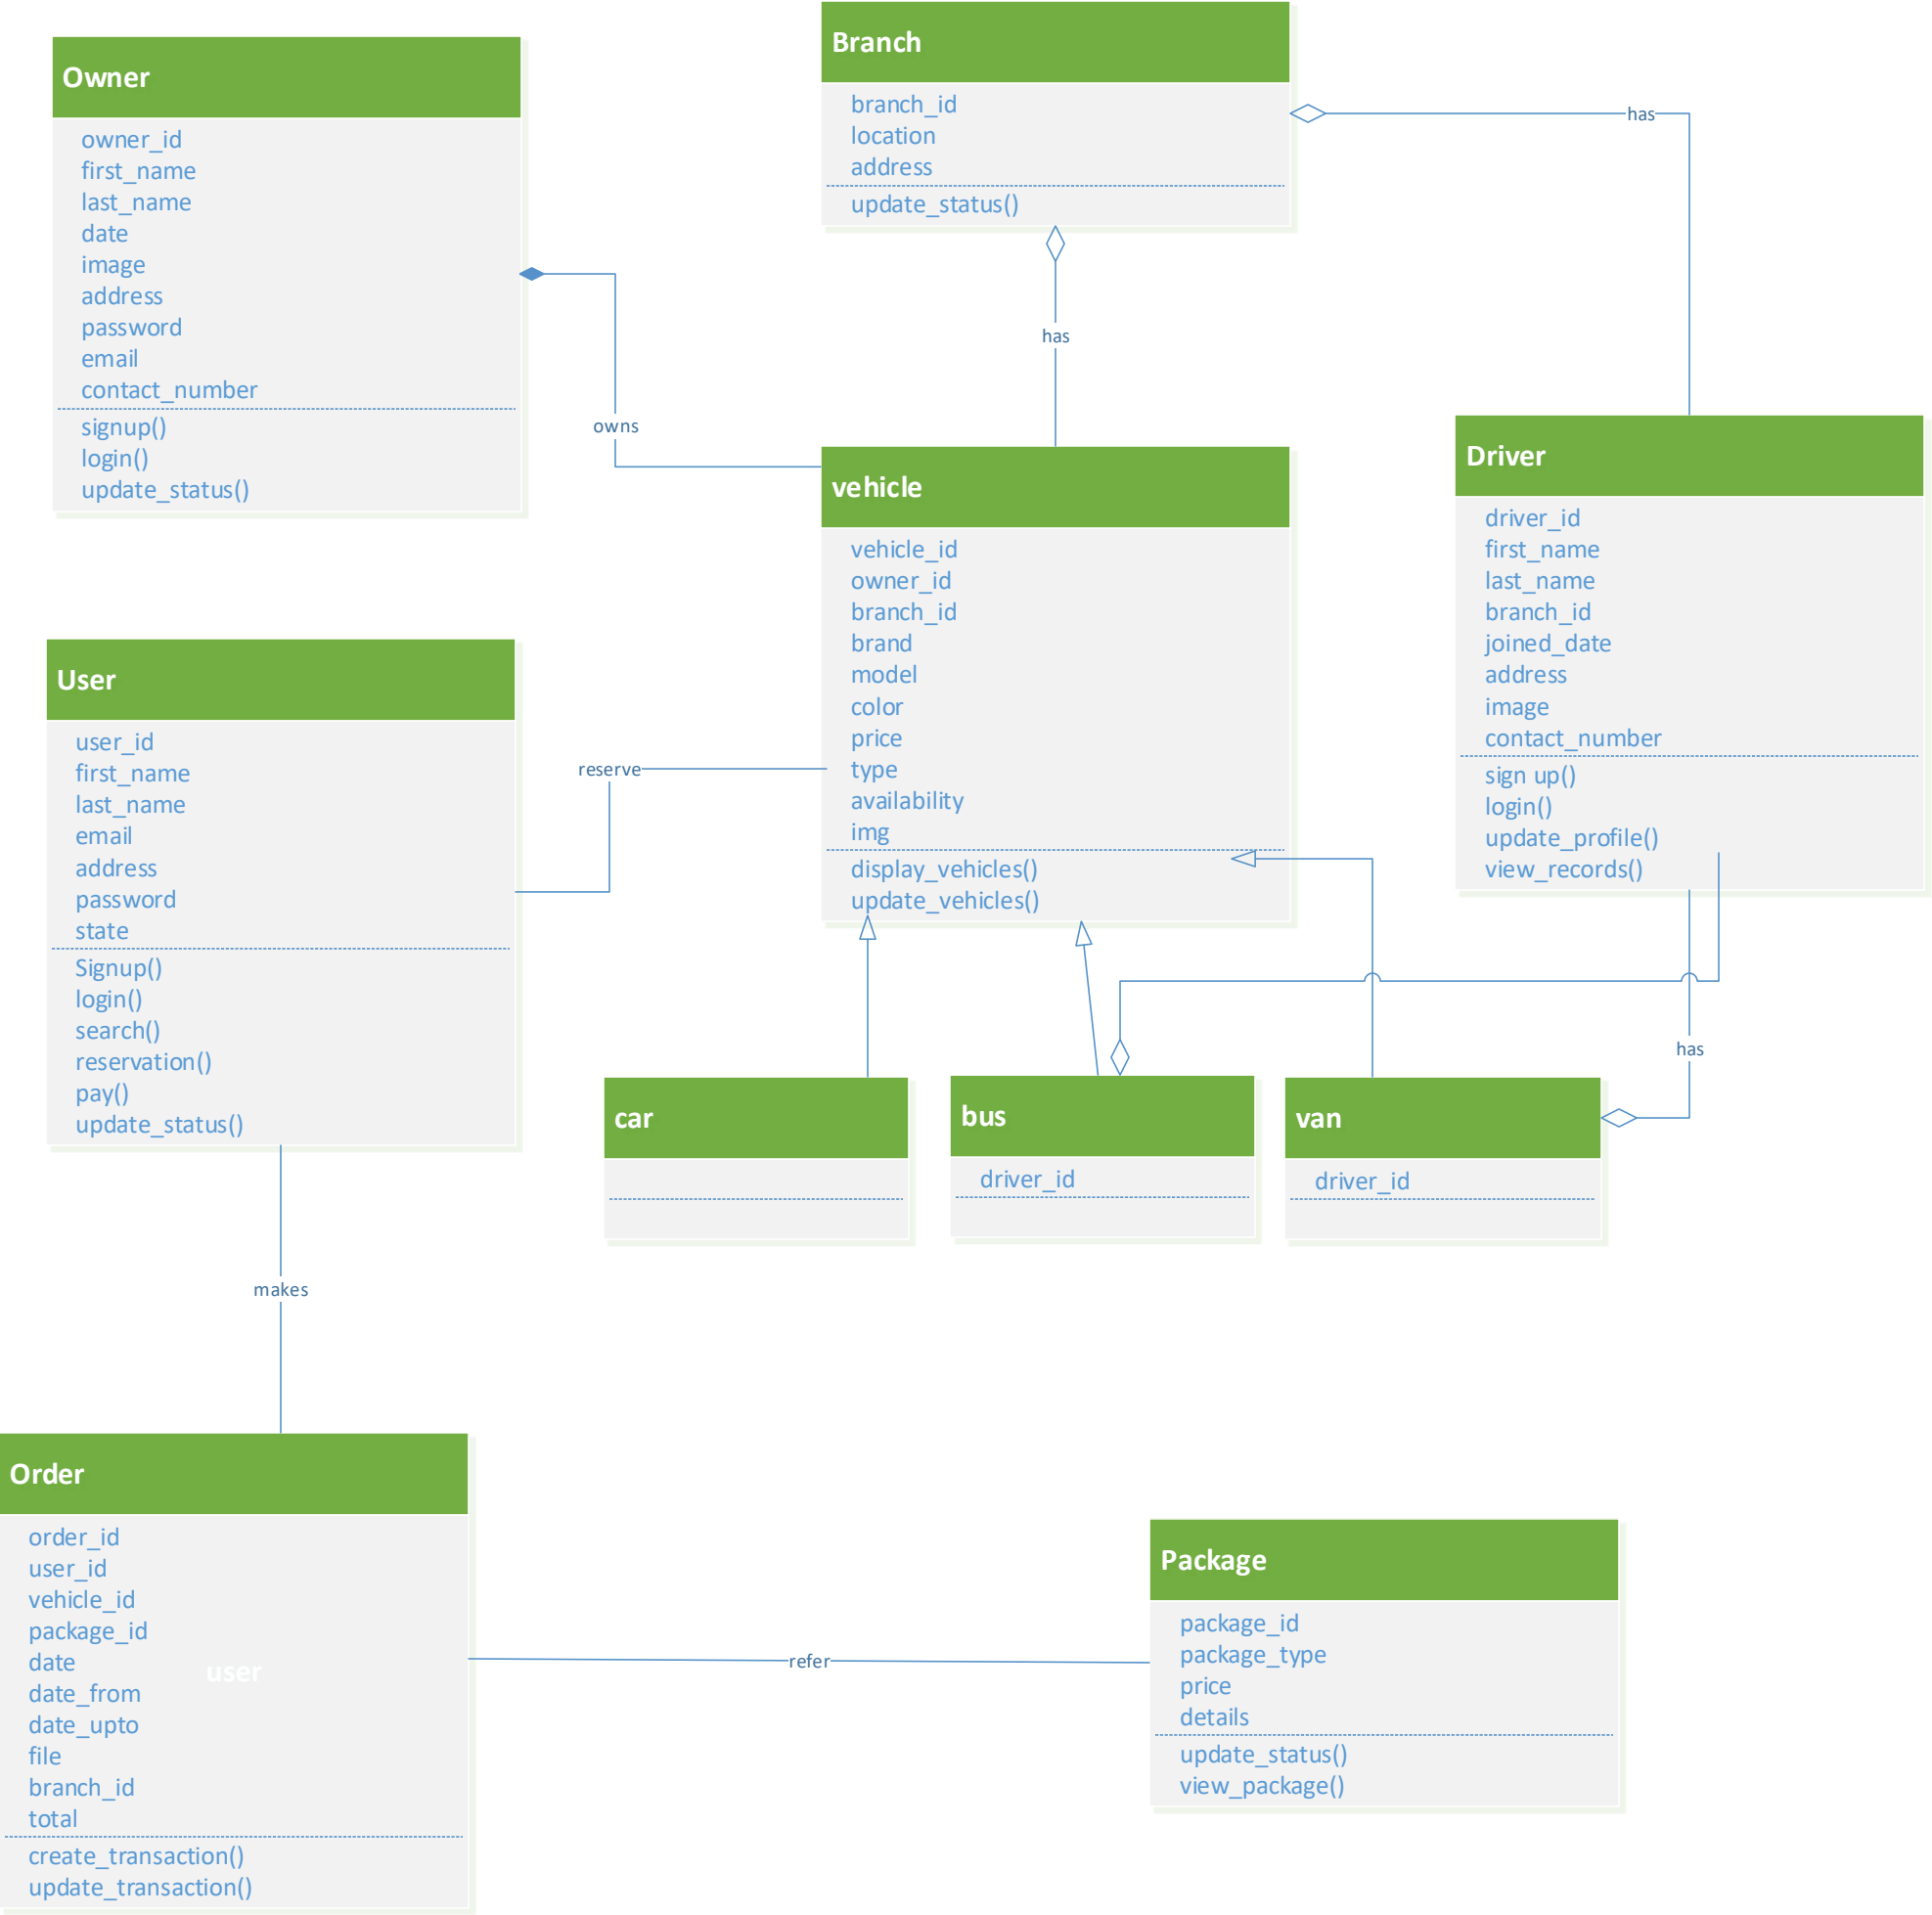 Owner
owner_id
first_name
last_name
date
image
address
password
email
contact_number
signup()
login()
update_status()
Branch
branch_id
location
address
update_status()
has
has
owns
vehicle
vehicle_id
owner_id
branch_id
brand
model
color
price
type
availability
img
display_vehicles()
update_vehicles()
Driver
driver_id
first_name
last_name
branch_id
joined_date
address
image
contact_number
sign up()
login()
update_profile()
view_records()
User
user_id
first_name
last_name
email
address
password
state
Signup()
login()
search()
reservation()
pay()
update_status()
reserve
has
car
bus
driver_id
van
driver_id
makes
Order
order_id
user_id
vehicle_id
package_id
date
user
date_from
date_upto
file
branch_id
total
create_transaction()
update_transaction()
refer
Package
package_id
package_type
price
details
update_status()
view_package()